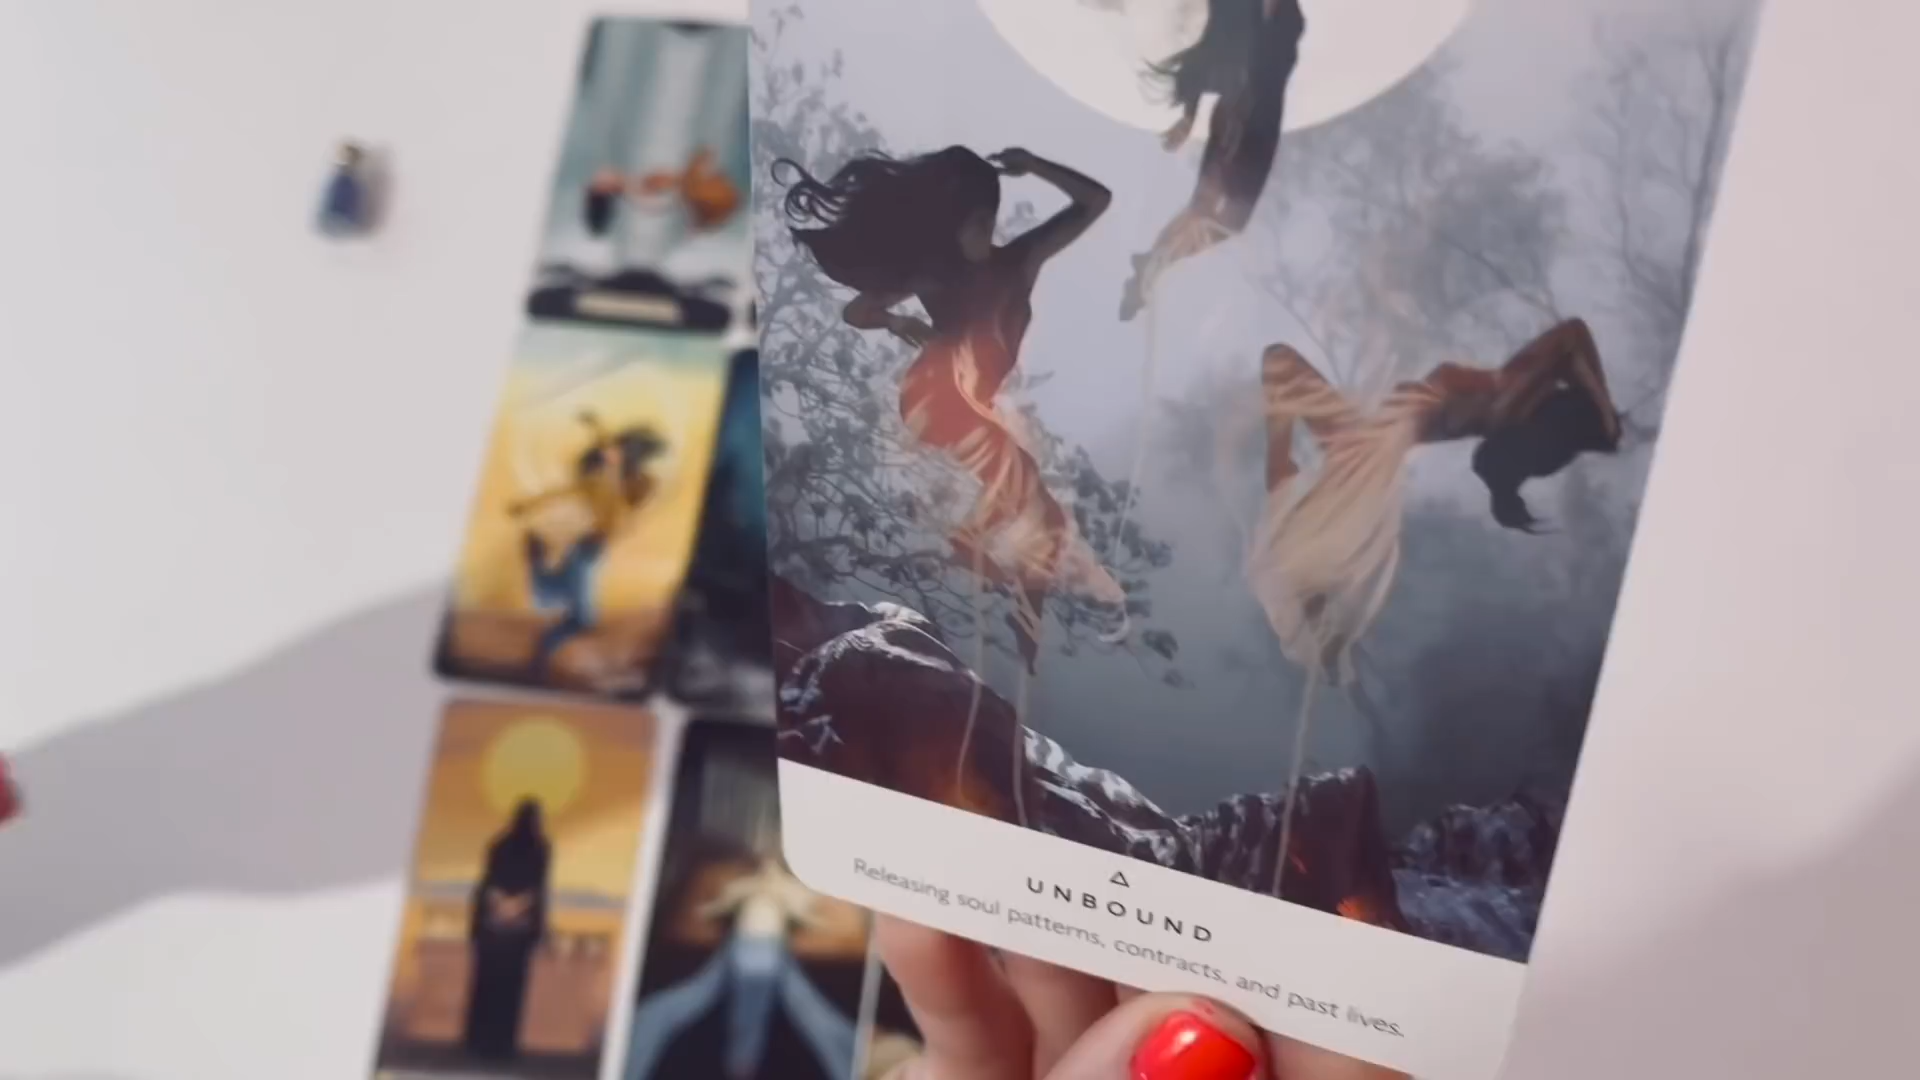 UNBOUND
Releasing soul patterns, contracts, and past lives.